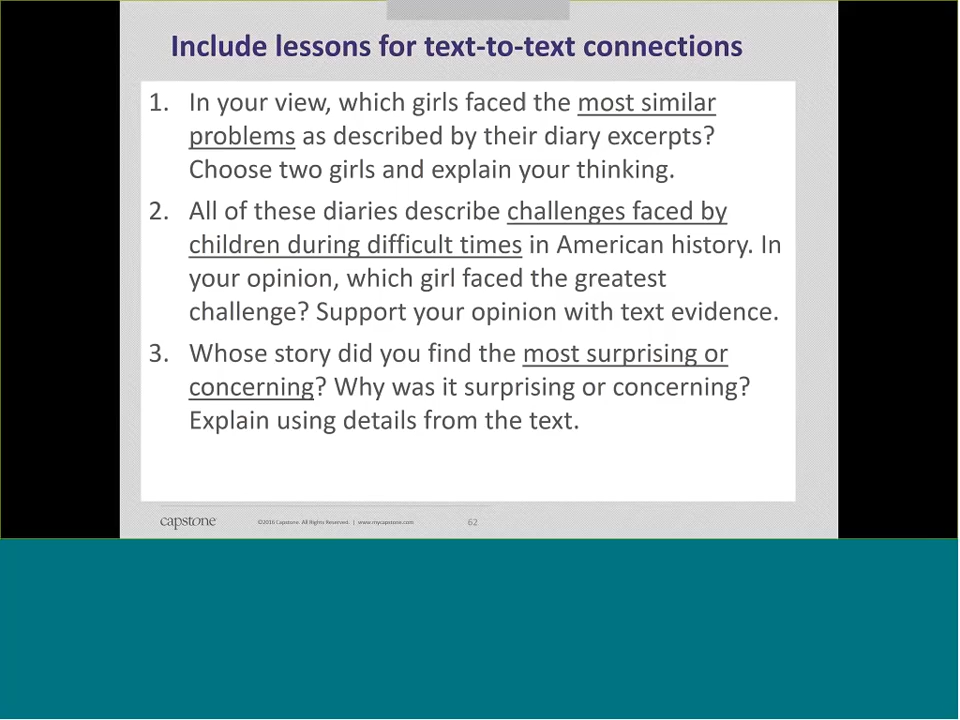 Include lessons for text-to-text connections
1. In your view, which girls faced the most similar
problems as described by their diary excerpts?
Choose two girls and explain your thinking.
2. All of these diaries describe challenges faced by
children during difficult times in American history. In
your opinion, which girl faced the greatest
challenge? Support your opinion with text evidence.
3. Whose story did you find the most surprising or
concerning? Why was it surprising or concerning?
Explain using details from the text.
capstone ©2016 Capstone. All Rights Reserved. | www.mycapstone.com 62